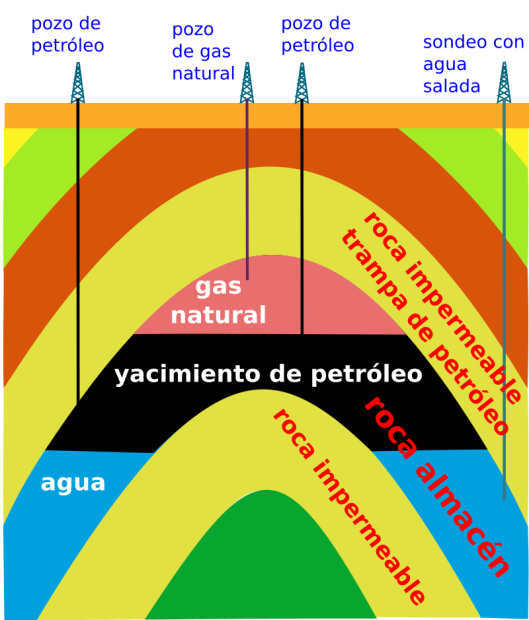 pozo de
petróleo
pozo
de gas
natural
pozo de
petróleo
sondeo con
agua
salada
roca impermeable
trampa de petróleo
gas
natural
yacimiento de petróleo
roca almacén
roca impermeable
agua